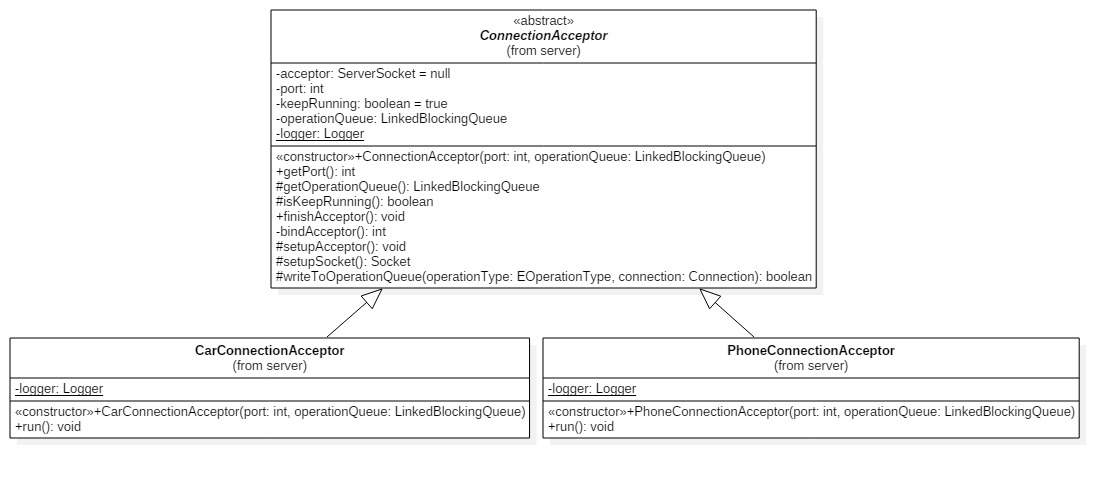 «abstract»
ConnectionAcceptor
(from server)
-acceptor: ServerSocket = null
-port: int
-keepRunning: boolean = true
-operationQueue: LinkedBlockingQueue
-logger: Logger
«constructor»+ConnectionAcceptor(port: int, operationQueue: LinkedBlockingQueue)
+getPort(): int
#getOperationQueue(): LinkedBlockingQueue
#isKeepRunning(): boolean
+finishAcceptor(): void
-bindAcceptor(): int
#setupAcceptor(): void
#setupSocket(): Socket
#writeToOperationQueue(operationType: EOperationType, connection: Connection): boolean
CarConnectionAcceptor
(from server)
-logger: Logger
«constructor»+CarConnectionAcceptor(port: int, operationQueue: LinkedBlockingQueue)
+run(): void
PhoneConnectionAcceptor
(from server)
-logger: Logger
«constructor»+PhoneConnectionAcceptor(port: int, operationQueue: LinkedBlockingQueue)
+run(): void